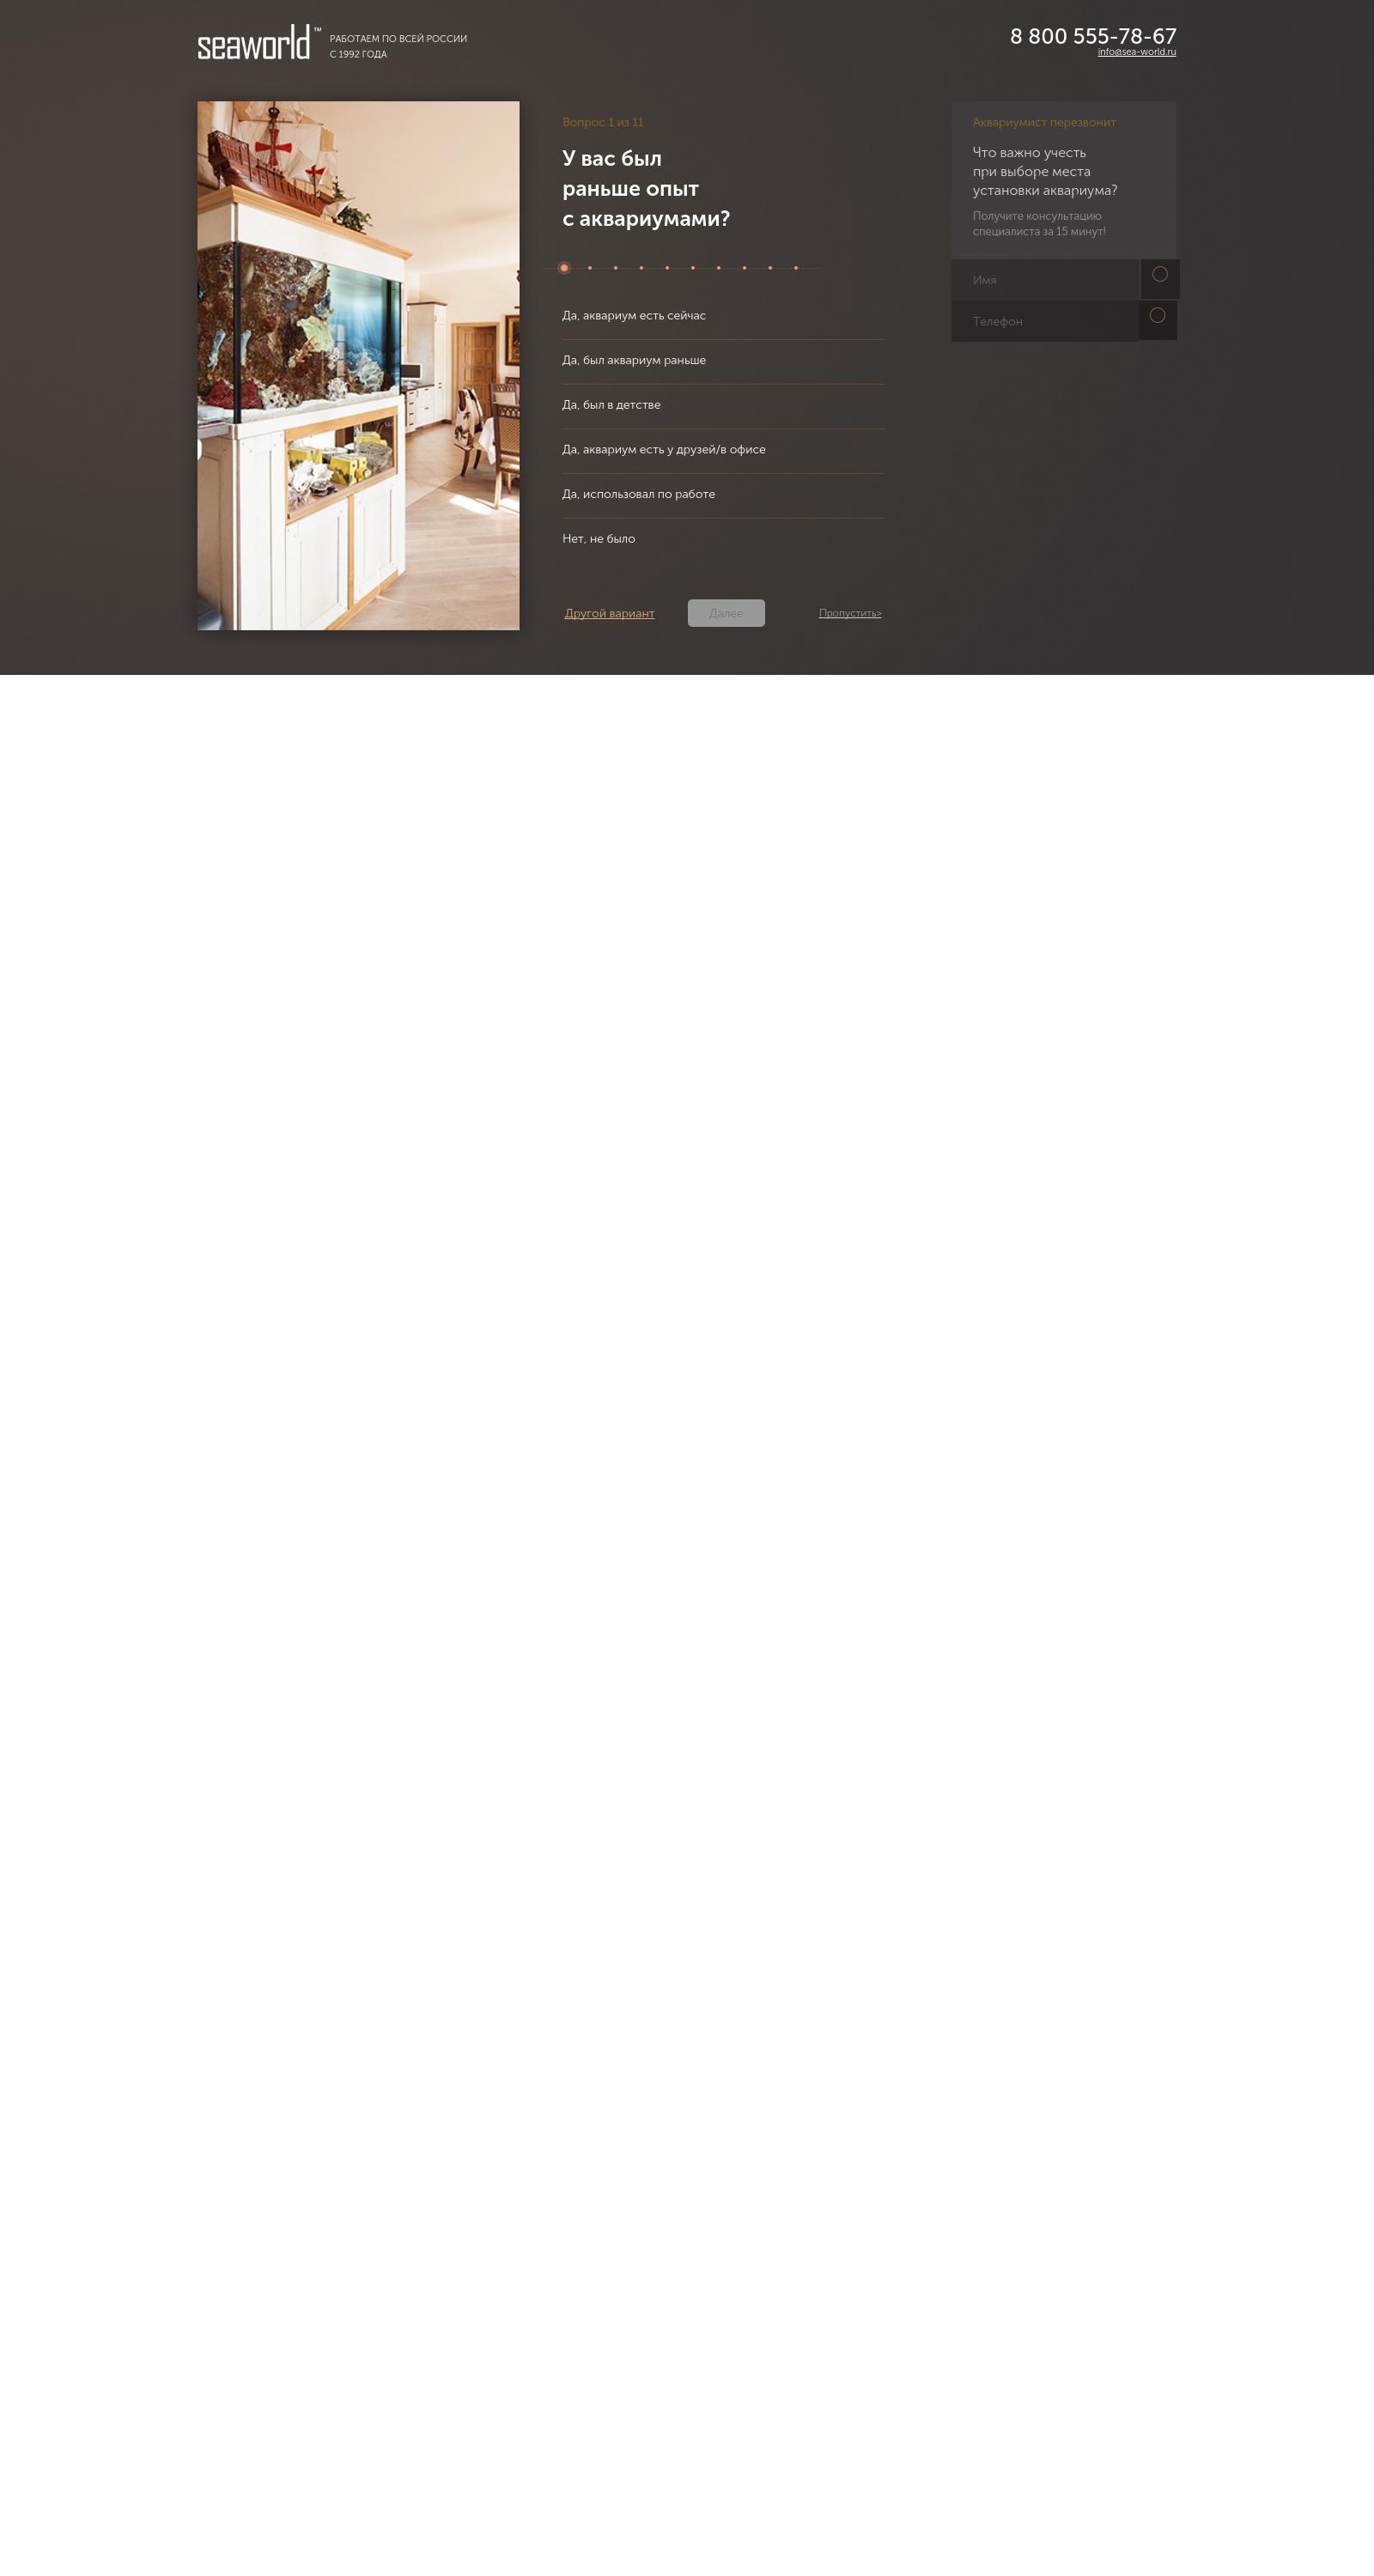 seaworld™
РАБОТАЕМ ПО ВСЕЙ РОССИИ
С 1992 ГОДА
8 800 555-78-67
info@sea-world.ru
Вопрос 1 из 11
У вас был
раньше опыт
с аквариумами?
Да, аквариум есть сейчас
Да, был аквариум раньше
Да, был в детстве
Да, аквариум есть у друзей/в офисе
Да, использовал по работе
Нет, не было
Другой вариант
Далее
Пропустить>
Аквариумист перезвонит
Что важно учесть
при выборе места
установки аквариума?
Получите консультацию
специалиста за 15 минут!
Имя
Телефон